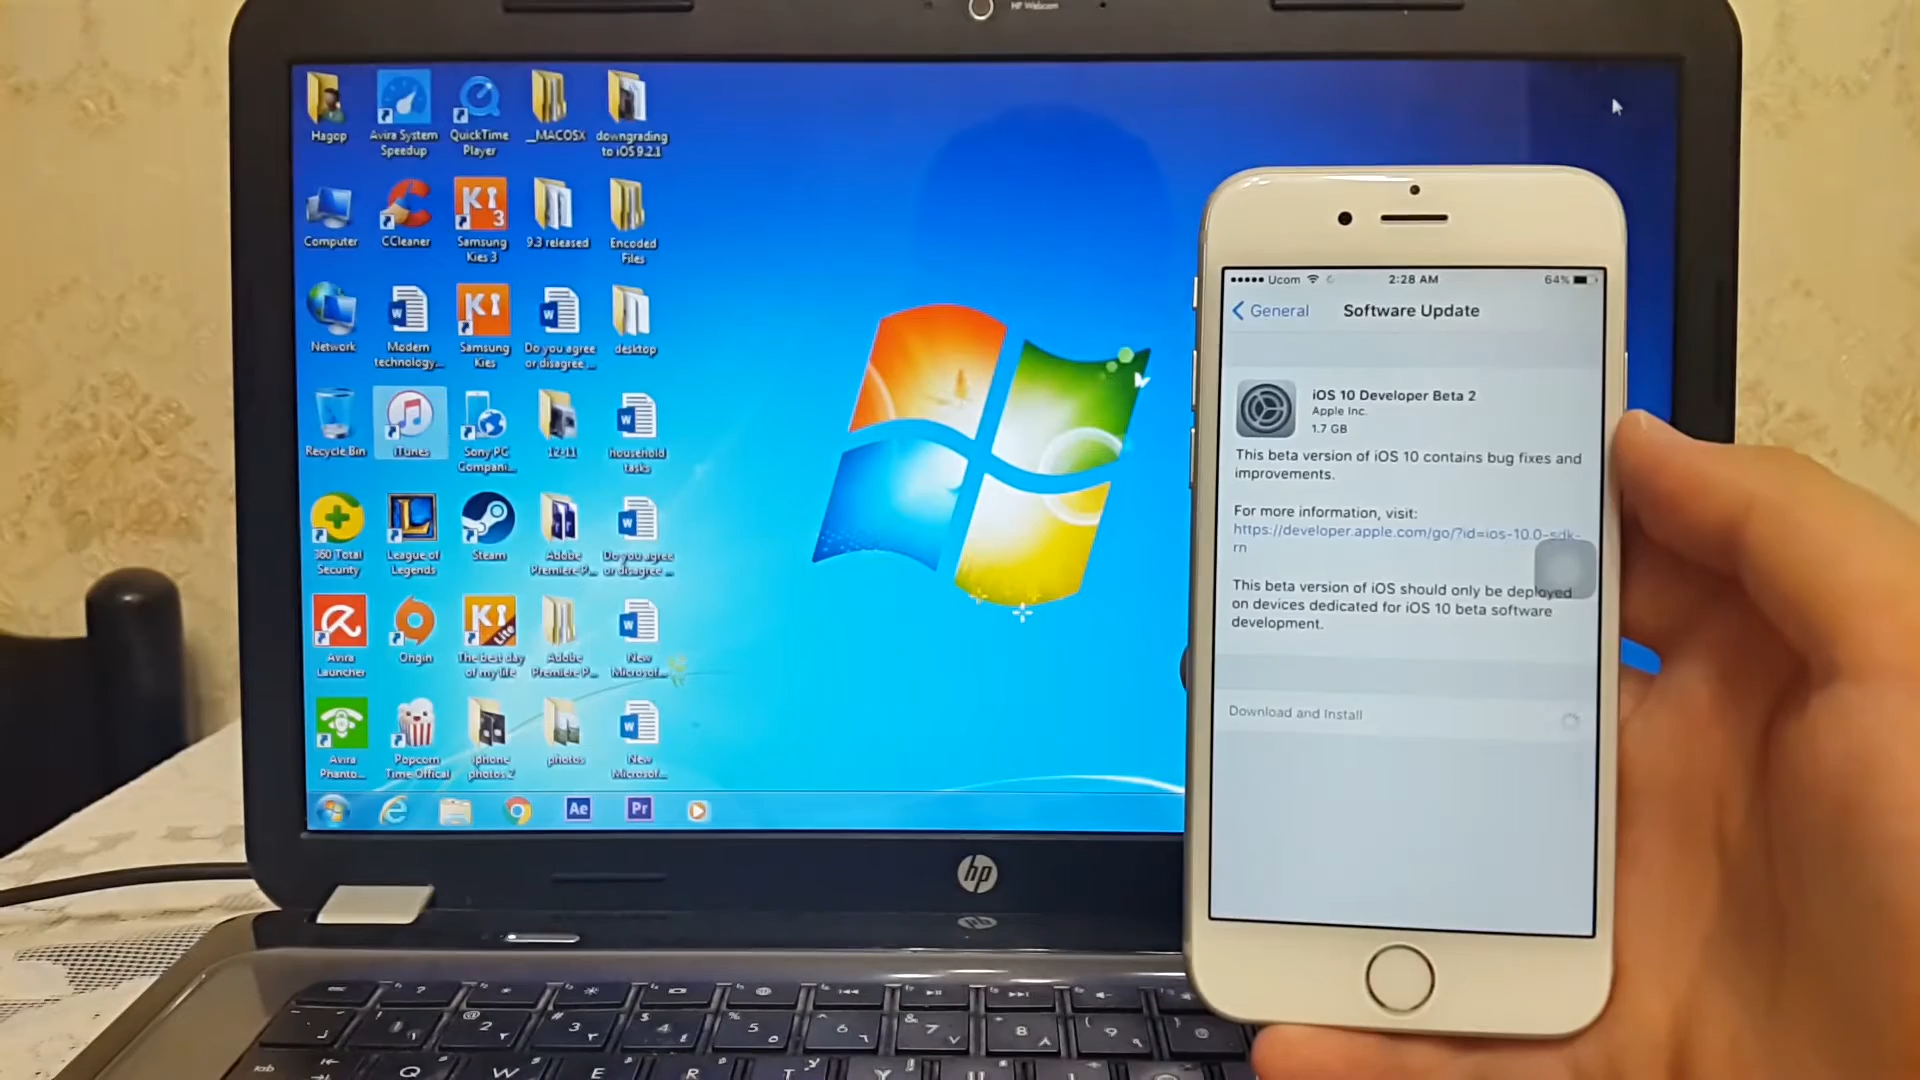 HP Webcam
Hagop
Avira System
Speedup
QuickTime
Player
_MACOSX
downgrading
to iOS 9.2.1
Computer
CCleaner
Samsung
Kies 3
9.3 released
Encoded
Files
Network
Modern
technology...
Samsung
Kies
Do you agree
or disagree ...
desktop
Recycle Bin
iTunes
Sony PC
Compani...
12-11
household
tasks
360 Total
Security
League of
Legends
Steam
Adobe
Premiere P...
Do you agree
or disagree ...
Avira
Launcher
Origin
The best day
of my life
Adobe
Premiere P...
New
Microsof...
Avira
Phanto...
Popcorn
Time Offical
iphone
photos 2
photos
New
Microsof...
Ae
Pr
hp
Ucom
2:28 AM
64%
General
Software Update
iOS 10 Developer Beta 2
Apple Inc.
1.7 GB
This beta version of iOS 10 contains bug fixes and
improvements.
For more information, visit:
https://developer.apple.com/go/?id=ios-10.0-sdk-
rn
This beta version of iOS should only be deployed
on devices dedicated for iOS 10 beta software
development.
Download and Install